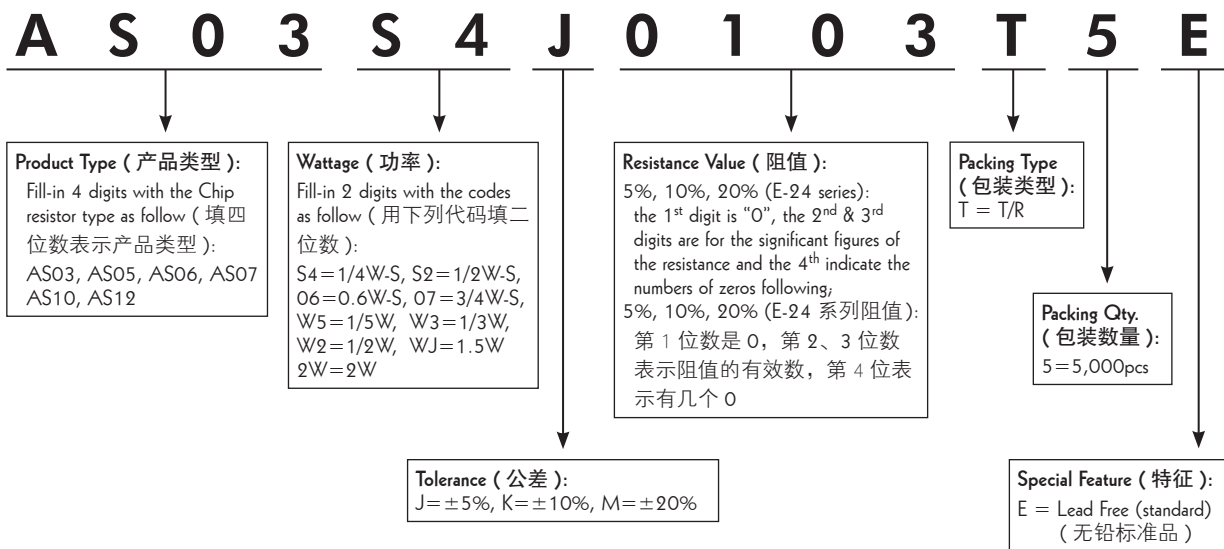 A S 0 3 S 4 J 0 1 0 3 T 5 E
Product Type ( 产品类型 ):
Fill-in 4 digits with the Chip
resistor type as follow ( 填四
位数表示产品类型 ):
AS03, AS05, AS06, AS07
AS10, AS12
Wattage ( 功率 ):
Fill-in 2 digits with the codes
as follow ( 用下列代码填二
位数 ):
S4=1/4W-S, S2=1/2W-S,
06=0.6W-S, 07=3/4W-S,
W5=1/5W, W3=1/3W,
W2=1/2W, WJ=1.5W
2W=2W
Resistance Value ( 阻值 ):
5%, 10%, 20% (E-24 series):
the 1st digit is “0”, the 2nd & 3rd
digits are for the significant figures of
the resistance and the 4th indicate the
numbers of zeros following;
5%, 10%, 20% (E-24 系列阻值):
第 1 位数是 0，第 2、3 位数
表示阻值的有效数，第 4 位表
示有几个 0
Packing Type
( 包装类型 ):
T = T/R
Packing Qty.
( 包装数量 ):
5=5,000pcs
Tolerance ( 公差 ):
J=±5%, K=±10%, M=±20%
Special Feature ( 特征 ):
E = Lead Free (standard)
( 无铅标准品 )